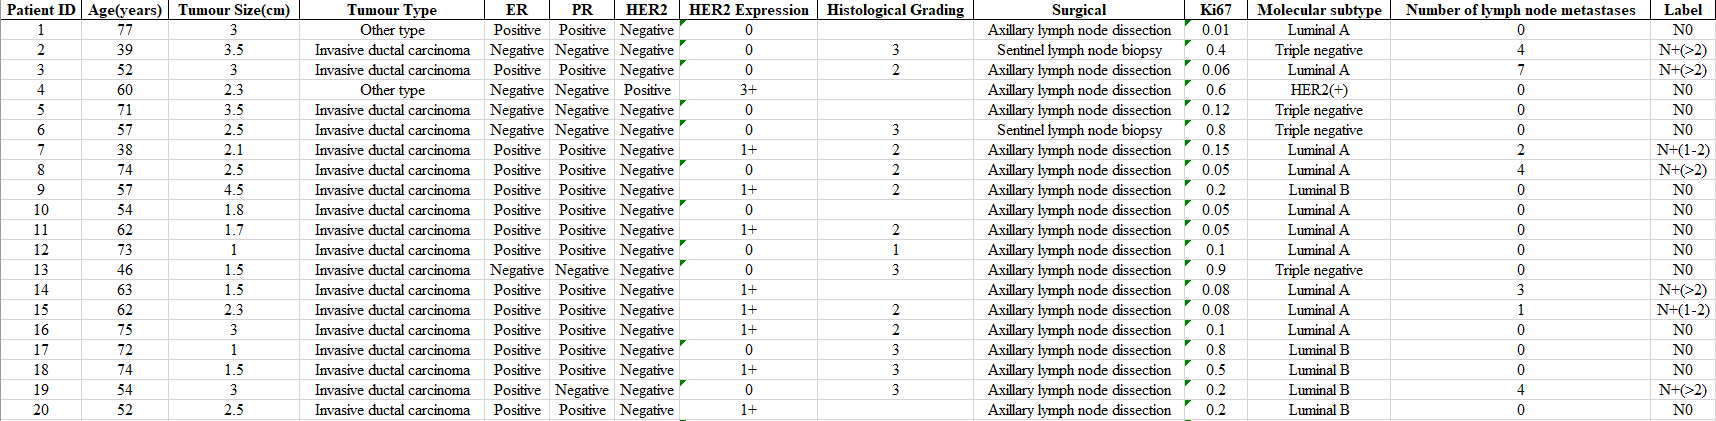 Patient ID Age(years) Tumour Size(cm) Tumour Type ER PR HER2 HER2 Expression Histological Grading Surgical Ki67 Molecular subtype Number of lymph node metastases Label
1 77 3 Other type Positive Positive Negative 0 Axillary lymph node dissection 0.01 Luminal A 0 N0
2 39 3.5 Invasive ductal carcinoma Negative Negative Negative 0 3 Sentinel lymph node biopsy 0.4 Triple negative 4 N+(>2)
3 52 3 Invasive ductal carcinoma Positive Positive Negative 0 2 Axillary lymph node dissection 0.06 Luminal A 7 N+(>2)
4 60 2.3 Other type Negative Negative Positive 3+ Axillary lymph node dissection 0.6 HER2(+) 0 N0
5 71 3.5 Invasive ductal carcinoma Negative Negative Negative 0 Axillary lymph node dissection 0.12 Triple negative 0 N0
6 57 2.5 Invasive ductal carcinoma Negative Negative Negative 0 3 Sentinel lymph node biopsy 0.8 Triple negative 0 N0
7 38 2.1 Invasive ductal carcinoma Positive Positive Negative 1+ 2 Axillary lymph node dissection 0.15 Luminal A 2 N+(1-2)
8 74 2.5 Invasive ductal carcinoma Positive Positive Negative 0 2 Axillary lymph node dissection 0.05 Luminal A 4 N+(>2)
9 57 4.5 Invasive ductal carcinoma Positive Positive Negative 1+ 2 Axillary lymph node dissection 0.2 Luminal B 0 N0
10 54 1.8 Invasive ductal carcinoma Positive Positive Negative 0 Axillary lymph node dissection 0.05 Luminal A 0 N0
11 62 1.7 Invasive ductal carcinoma Positive Positive Negative 1+ 2 Axillary lymph node dissection 0.05 Luminal A 0 N0
12 73 1 Invasive ductal carcinoma Positive Positive Negative 0 1 Axillary lymph node dissection 0.1 Luminal A 0 N0
13 46 1.5 Invasive ductal carcinoma Negative Negative Negative 0 3 Axillary lymph node dissection 0.9 Triple negative 0 N0
14 63 1.5 Invasive ductal carcinoma Positive Positive Negative 1+ Axillary lymph node dissection 0.08 Luminal A 3 N+(>2)
15 62 2.3 Invasive ductal carcinoma Positive Positive Negative 1+ 2 Axillary lymph node dissection 0.08 Luminal A 1 N+(1-2)
16 75 3 Invasive ductal carcinoma Positive Positive Negative 1+ 2 Axillary lymph node dissection 0.1 Luminal A 0 N0
17 72 1 Invasive ductal carcinoma Positive Positive Negative 0 3 Axillary lymph node dissection 0.8 Luminal B 0 N0
18 74 1.5 Invasive ductal carcinoma Positive Positive Negative 1+ 3 Axillary lymph node dissection 0.5 Luminal B 0 N0
19 54 3 Invasive ductal carcinoma Positive Negative Negative 0 3 Axillary lymph node dissection 0.2 Luminal B 4 N+(>2)
20 52 2.5 Invasive ductal carcinoma Positive Positive Negative 1+ Axillary lymph node dissection 0.2 Luminal B 0 N0